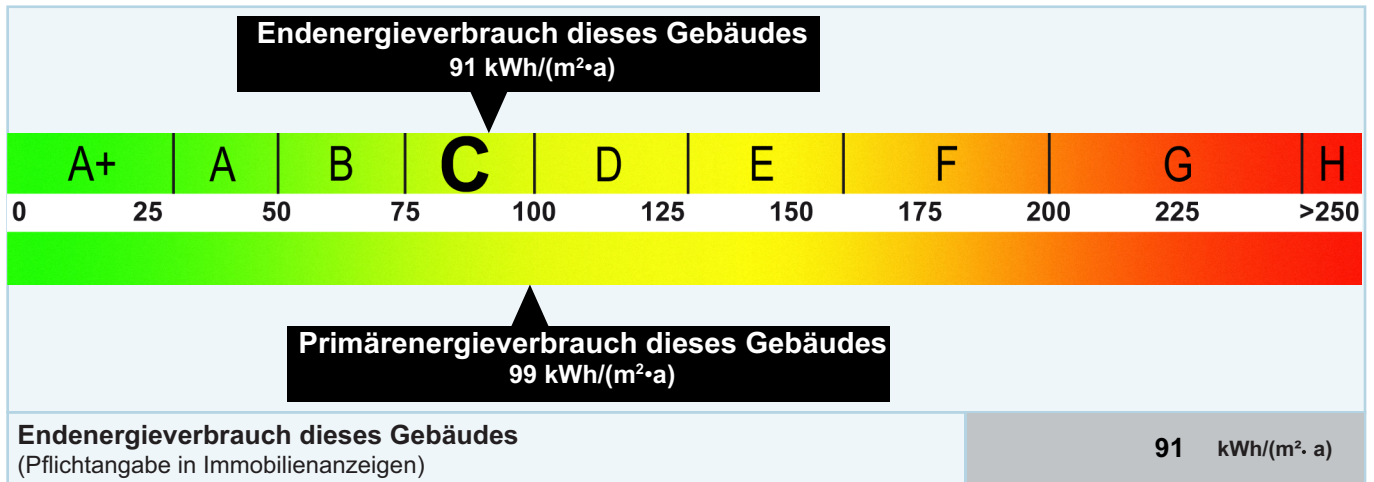 Endenergieverbrauch dieses Gebäudes
91 kWh/(m²•a)
A+ A B C D E F G H
0 25 50 75 100 125 150 175 200 225 >250
Primärenergieverbrauch dieses Gebäudes
99 kWh/(m²•a)
Endenergieverbrauch dieses Gebäudes
(Pflichtangabe in Immobilienanzeigen)
91 kWh/(m²· a)